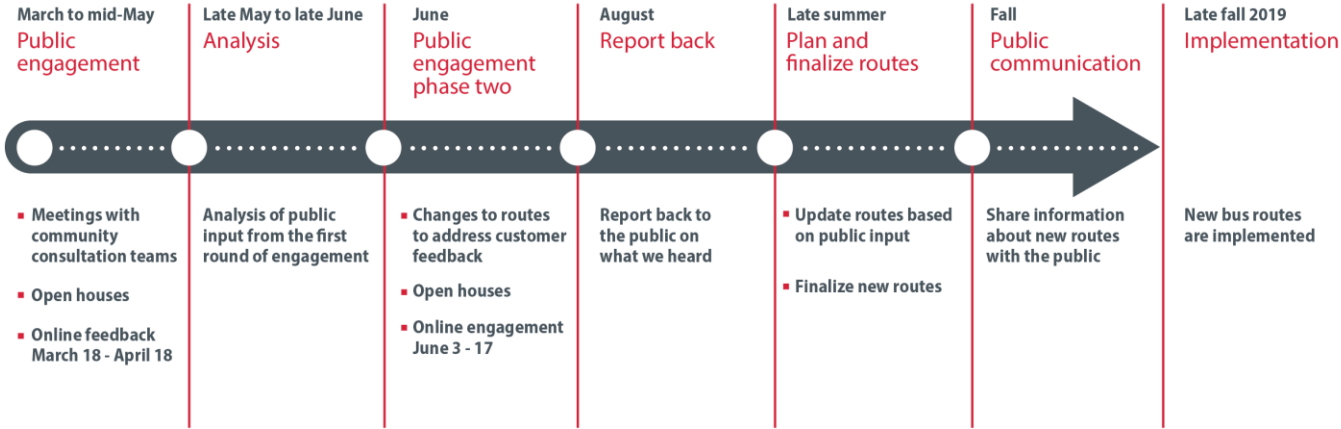 March to mid-May
Public
engagement
Late May to late June
Analysis
June
Public
engagement
phase two
August
Report back
Late summer
Plan and
finalize routes
Fall
Public
communication
Late fall 2019
Implementation
Meetings with
community
consultation teams
Open houses
Online feedback
March 18 - April 18
Analysis of public
input from the first
round of engagement
Changes to routes
to address customer
feedback
Open houses
Online engagement
June 3 - 17
Report back to
the public on
what we heard
Update routes based
on public input
Finalize new routes
Share information
about new routes
with the public
New bus routes
are implemented